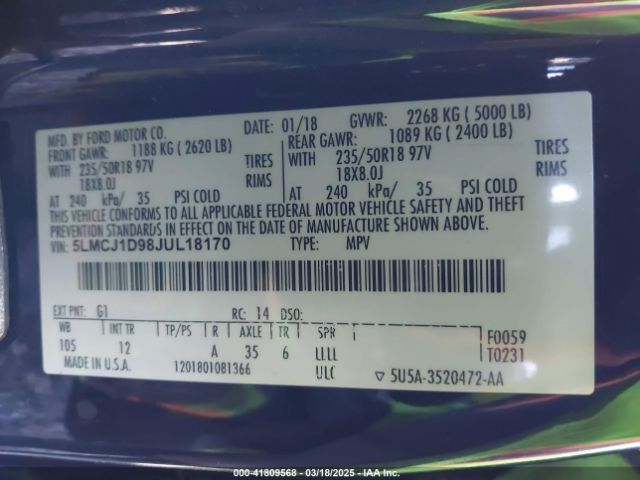 MFD. BY FORD MOTOR CO.
DATE: 01/18 GVWR: 2268 KG ( 5000 LB)
FRONT GAWR: 1188 KG ( 2620 LB) REAR GAWR: 1089 KG ( 2400 LB)
WITH 235/50R18 97V TIRES WITH 235/50R18 97V TIRES
18X8.0J RIMS 18X8.0J RIMS
AT 240 kPa/ 35 PSI COLD AT 240 kPa/ 35 PSI COLD
THIS VEHICLE CONFORMS TO ALL APPLICABLE FEDERAL MOTOR VEHICLE SAFETY AND THEFT
PREVENTION STANDARDS IN EFFECT ON THE DATE OF MANUFACTURE SHOWN ABOVE.
VIN: 5LMCJ1D98JUL18170 TYPE: MPV
EXT PNT: G1 RC: 14 DSO:
WB INT TR TP/PS R AXLE TR SPR F0059
105 12 A 35 6 LLLL T0231
MADE IN U.S.A. 1201801081366 ULC ▽ 5U5A-3520472-AA
000-41809568 — 03/18/2025 — IAA Inc.